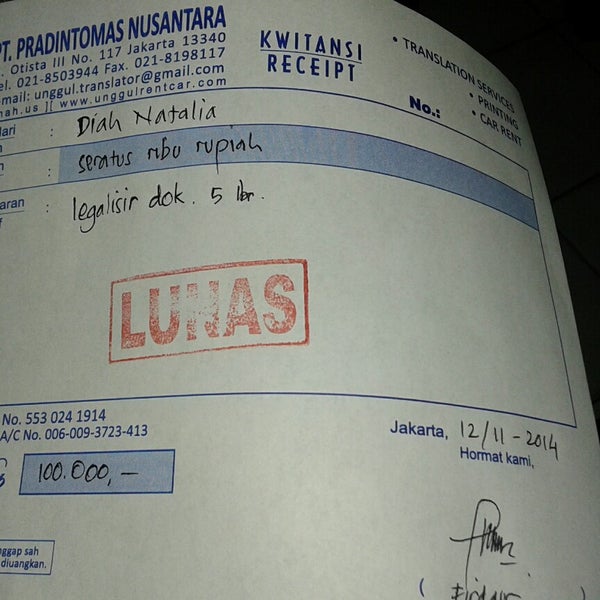 PT. PRADINTOMAS NUSANTARA
Otista III No. 117 Jakarta 13340
Tel. 021-8503944 Fax. 021-8198117
email: unggul.translator@gmail.com
www.unggulrentcar.com
KWITANSI
RECEIPT
• TRANSLATION SERVICES
• PRINTING
• CAR RENT
No.:
: Diah Natalia
: seratus ribu rupiah
: legalisir dok. 5 lbr.
LUNAS
No. 553 024 1914
A/C No. 006-009-3723-413
100.000,-
Jakarta, 12/11 - 2014
Hormat kami,
sah
diuangkan.